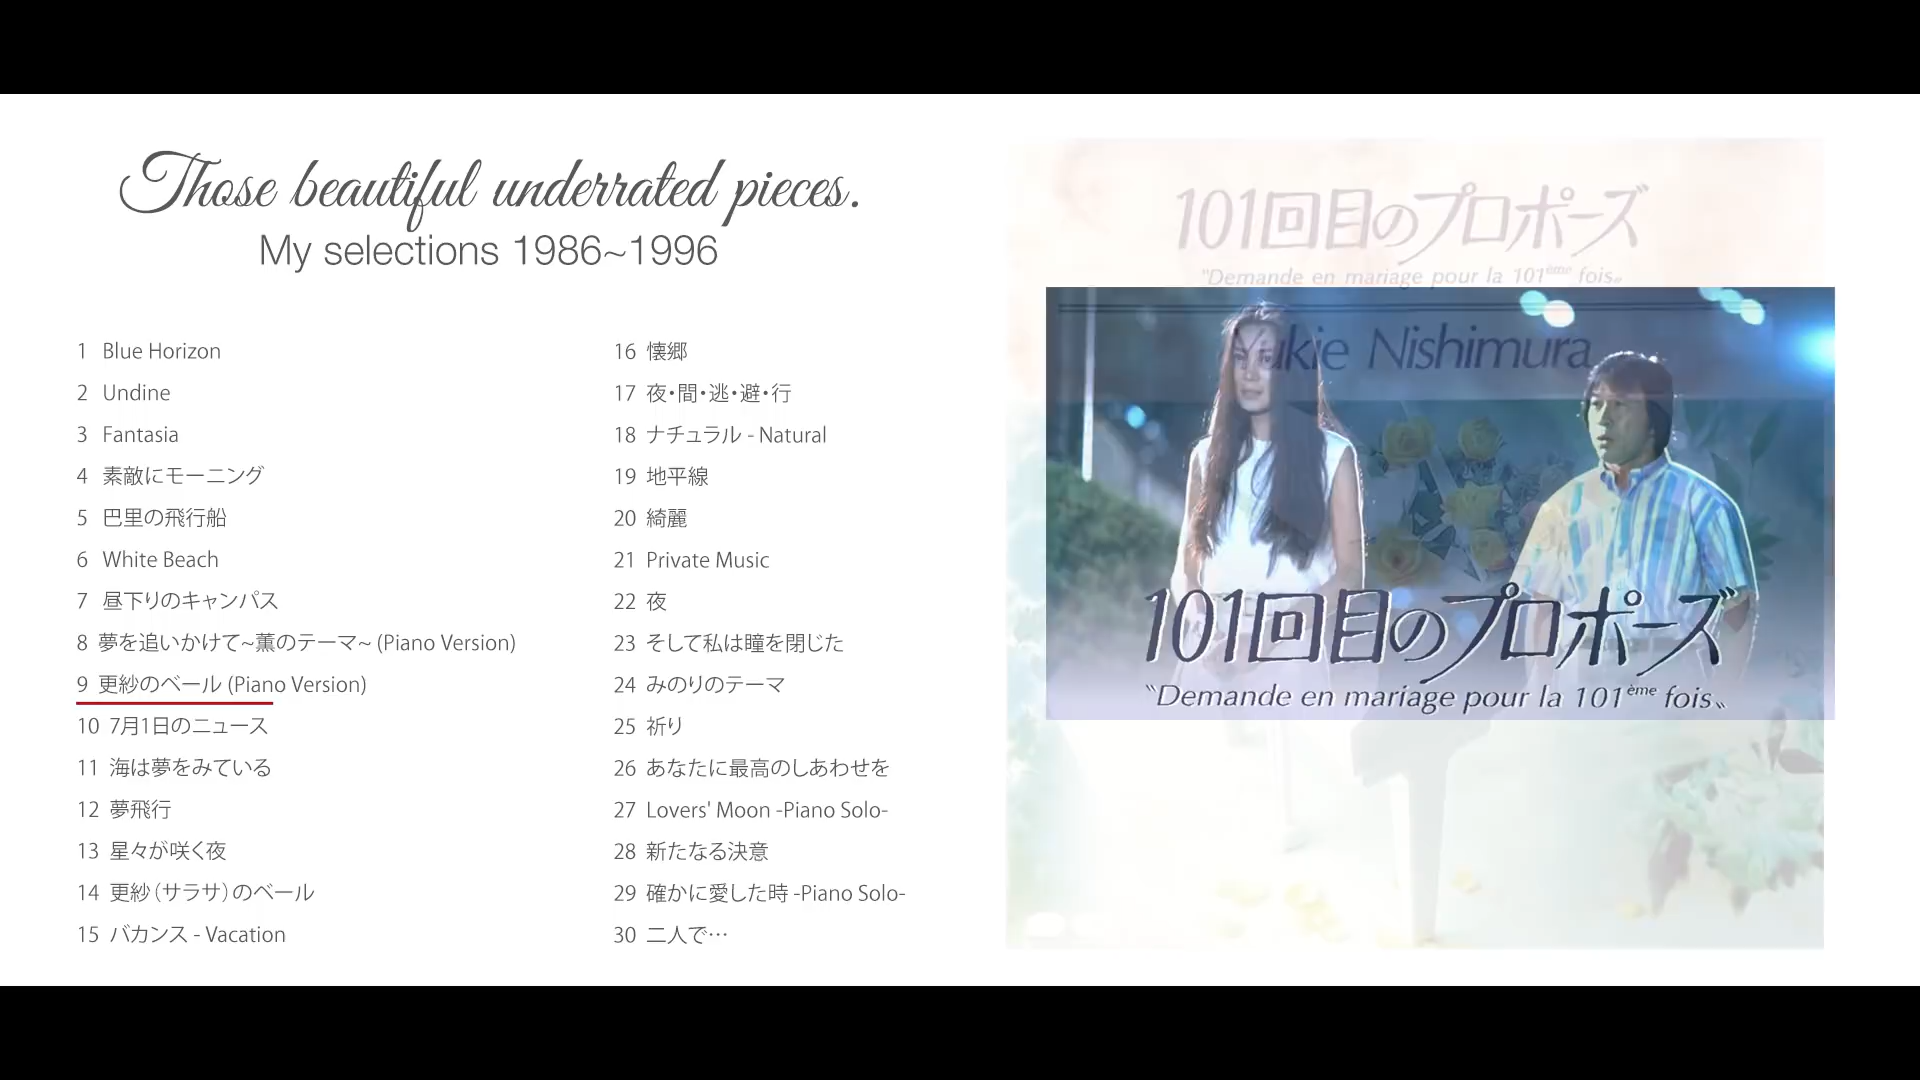 Those beautiful underrated pieces.
My selections 1986~1996
1 Blue Horizon
2 Undine
3 Fantasia
4 素敵にモーニング
5 巴里の飛行船
6 White Beach
7 昼下りのキャンパス
8 夢を追いかけて~薫のテーマ~ (Piano Version)
9 更紗のベール (Piano Version)
10 7月1日のニュース
11 海は夢をみている
12 夢飛行
13 星々が咲く夜
14 更紗（サラサ）のベール
15 バカンス - Vacation
16 懐郷
17 夜・間・逃・避・行
18 ナチュラル - Natural
19 地平線
20 綺麗
21 Private Music
22 夜
23 そして私は瞳を閉じた
24 みのりのテーマ
25 祈り
26 あなたに最高のしあわせを
27 Lovers' Moon -Piano Solo-
28 新たなる決意
29 確かに愛した時 -Piano Solo-
30 二人で…
101回目のプロポーズ
"Demande en mariage pour la 101ème fois〟
Yukie Nishimura
101回目のプロポーズ
〝Demande en mariage pour la 101ème fois〟